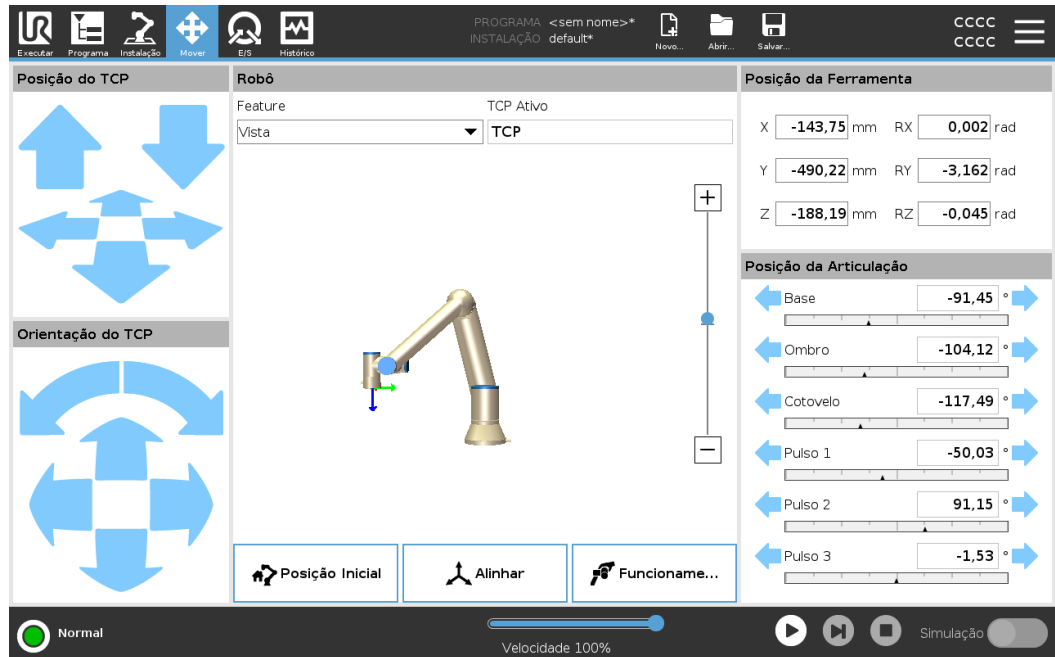 UR
PROGRAMA <sem nome>*
INSTALAÇÃO default*
CCCC
CCCC
Executar Programa Instalação Mover E/S Histórico Novo... Abrir... Salvar...
Posição do TCP
Robô
Posição da Ferramenta
Feature TCP Ativo
Vista TCP
X -143,75 mm RX 0,002 rad
Y -490,22 mm RY -3,162 rad
Z -188,19 mm RZ -0,045 rad
Posição da Articulação
Base -91,45 °
Orientação do TCP
Ombro -104,12 °
Cotovelo -117,49 °
Pulso 1 -50,03 °
Pulso 2 91,15 °
Pulso 3 -1,53 °
Posição Inicial Alinhar Funcioname...
Normal
Velocidade 100%
Simulação